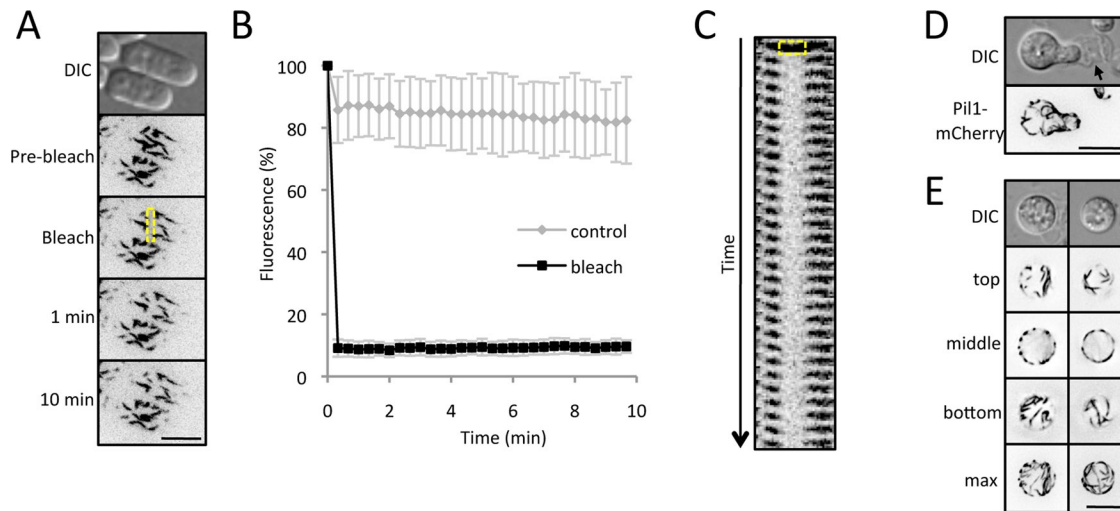 A
DIC
Pre-bleach
Bleach
1 min
10 min
B
Fluorescence (%)
100
80
60
40
20
0
control
bleach
0 2 4 6 8 10
Time (min)
C
Time
D
DIC
Pil1-
mCherry
E
DIC
top
middle
bottom
max